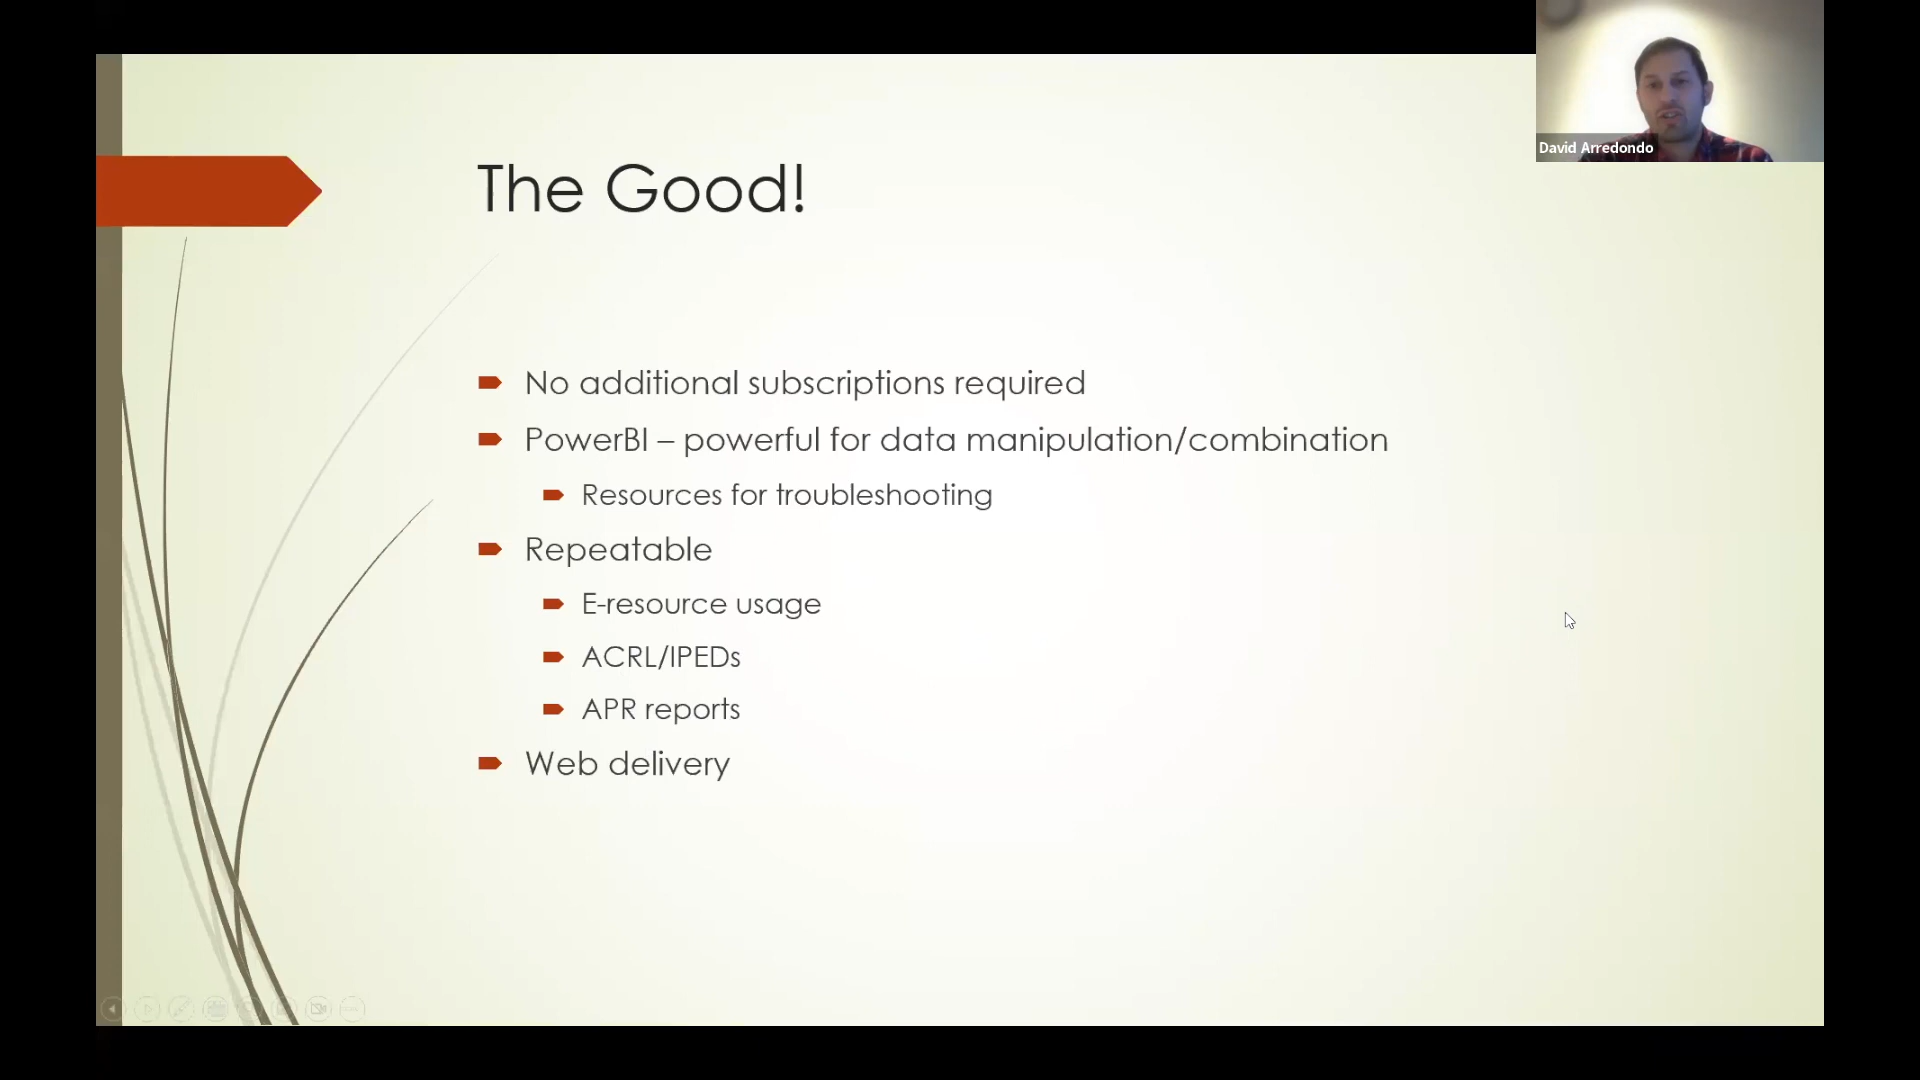 David Arredondo
The Good!
No additional subscriptions required
PowerBI – powerful for data manipulation/combination
Resources for troubleshooting
Repeatable
E-resource usage
ACRL/IPEDs
APR reports
Web delivery